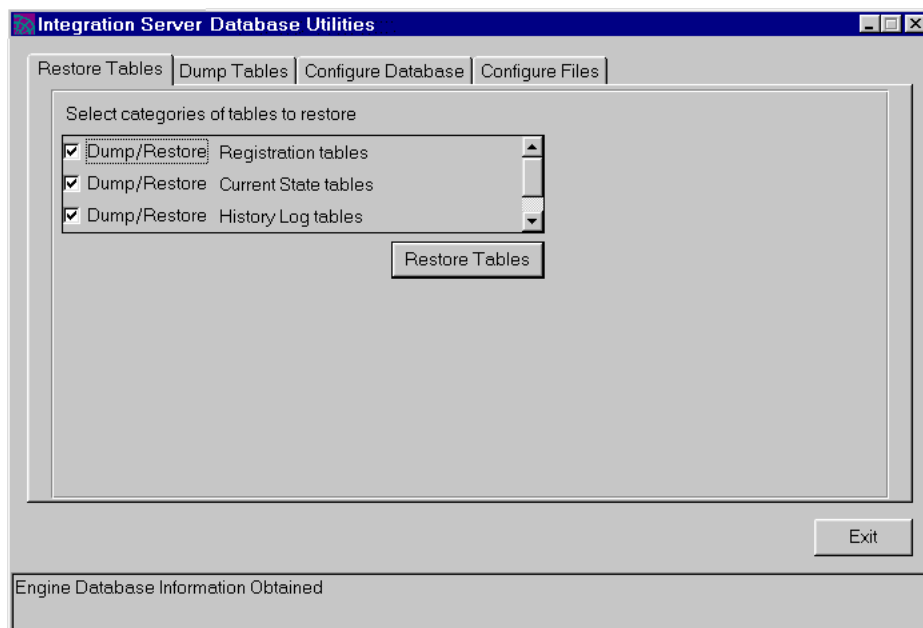 Integration Server Database Utilities
Restore Tables Dump Tables Configure Database Configure Files
Select categories of tables to restore
Dump/Restore Registration tables
Dump/Restore Current State tables
Dump/Restore History Log tables
Restore Tables
Exit
Engine Database Information Obtained